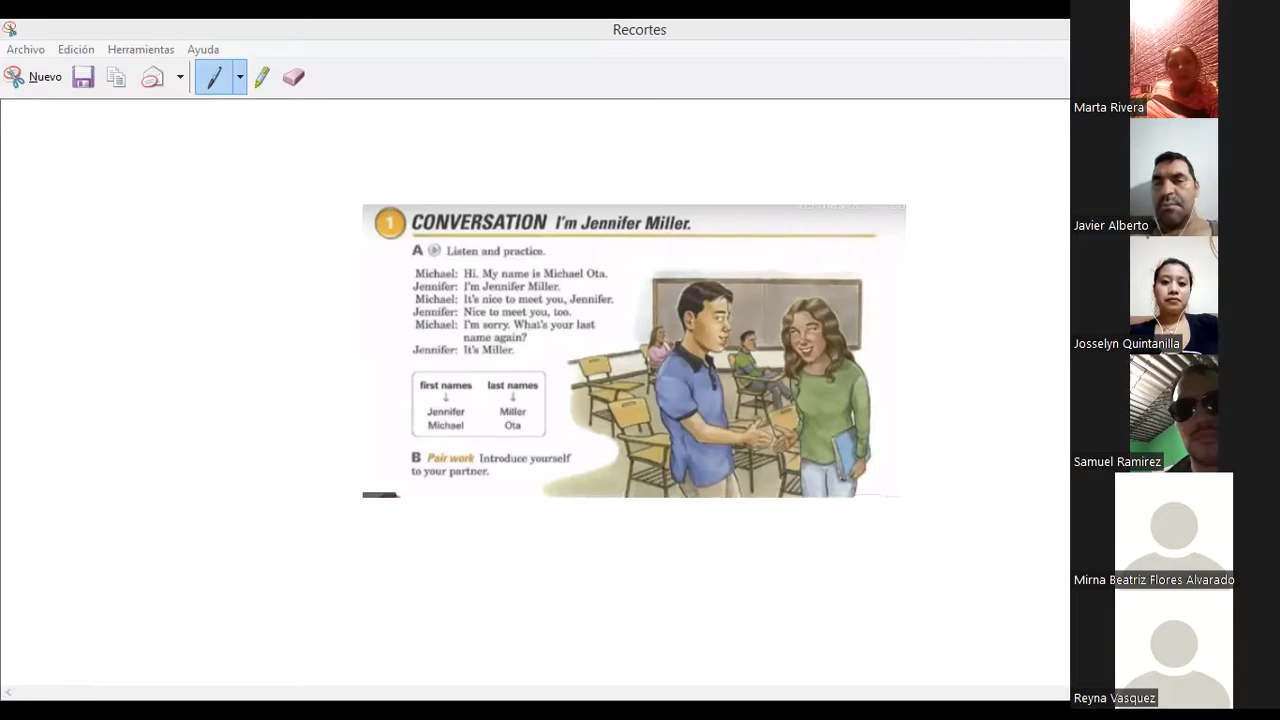 Recortes
Archivo Edición Herramientas Ayuda
Nuevo
1 CONVERSATION I'm Jennifer Miller.
A Listen and practice.
Michael: Hi. My name is Michael Ota.
Jennifer: I'm Jennifer Miller.
Michael: It's nice to meet you, Jennifer.
Jennifer: Nice to meet you, too.
Michael: I'm sorry. What's your last
name again?
Jennifer: It's Miller.
first names last names
Jennifer Miller
Michael Ota
B Pair work Introduce yourself
to your partner.
Marta Rivera
Javier Alberto
Josselyn Quintanilla
Samuel Ramirez
Mirna Beatriz Flores Alvarado
Reyna Vasquez